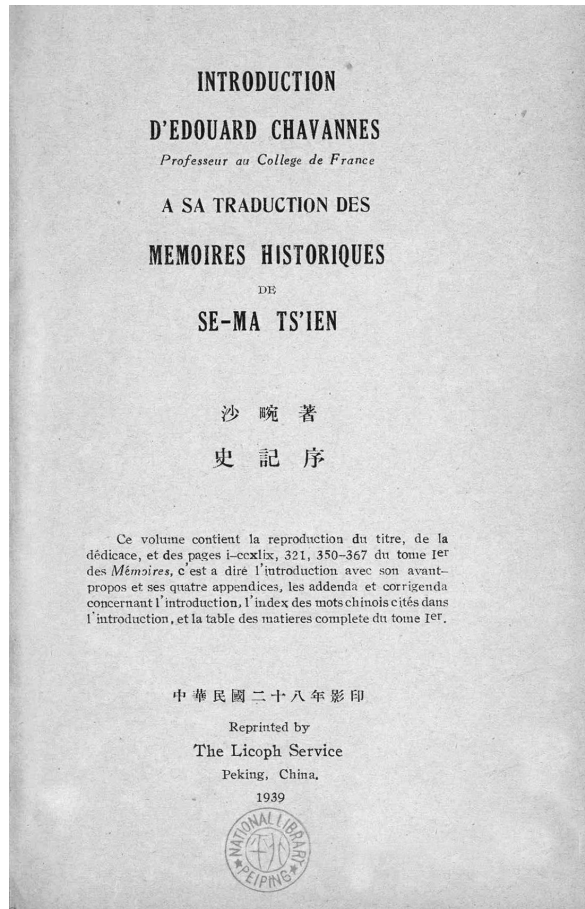 INTRODUCTION
D'EDOUARD CHAVANNES
Professeur au College de France
A SA TRADUCTION DES
MEMOIRES HISTORIQUES
DE
SE-MA TS'IEN
沙畹著
史記序
Ce volume contient la reproduction du titre, de la
dédicace, et des pages i-ccxlix, 321, 350-367 du tome Ier
des Mémoires, c'est a diré l'introduction avec son avant-
propos et ses quatre appendices, les addenda et corrigenda
concernant l'introduction, l'index des mots chinois cités dans
l'introduction, et la table des matieres complete du tome Ier.
中華民國二十八年影印
Reprinted by
The Licoph Service
Peking, China.
1939
NATIONAL LIBRARY
PEIPING